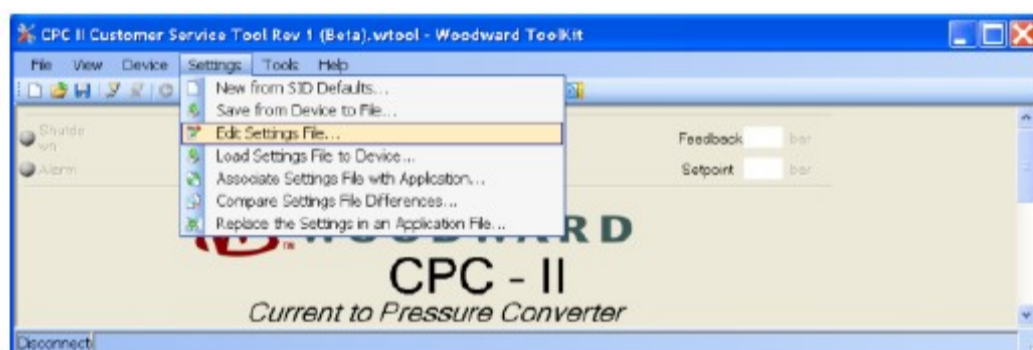 CPC II Customer Service Tool Rev 1 (Beta).wtool - Woodward ToolKit
File View Device Settings Tools Help
New from SID Defaults...
Save from Device to File...
Edit Settings File...
Load Settings File to Device...
Associate Settings File with Application...
Compare Settings File Differences...
Replace the Settings in an Application File...
Shutdo
wn
Alarm
Feedback bar
Setpoint bar
WOODWARD
CPC - II
Current to Pressure Converter
Disconnect